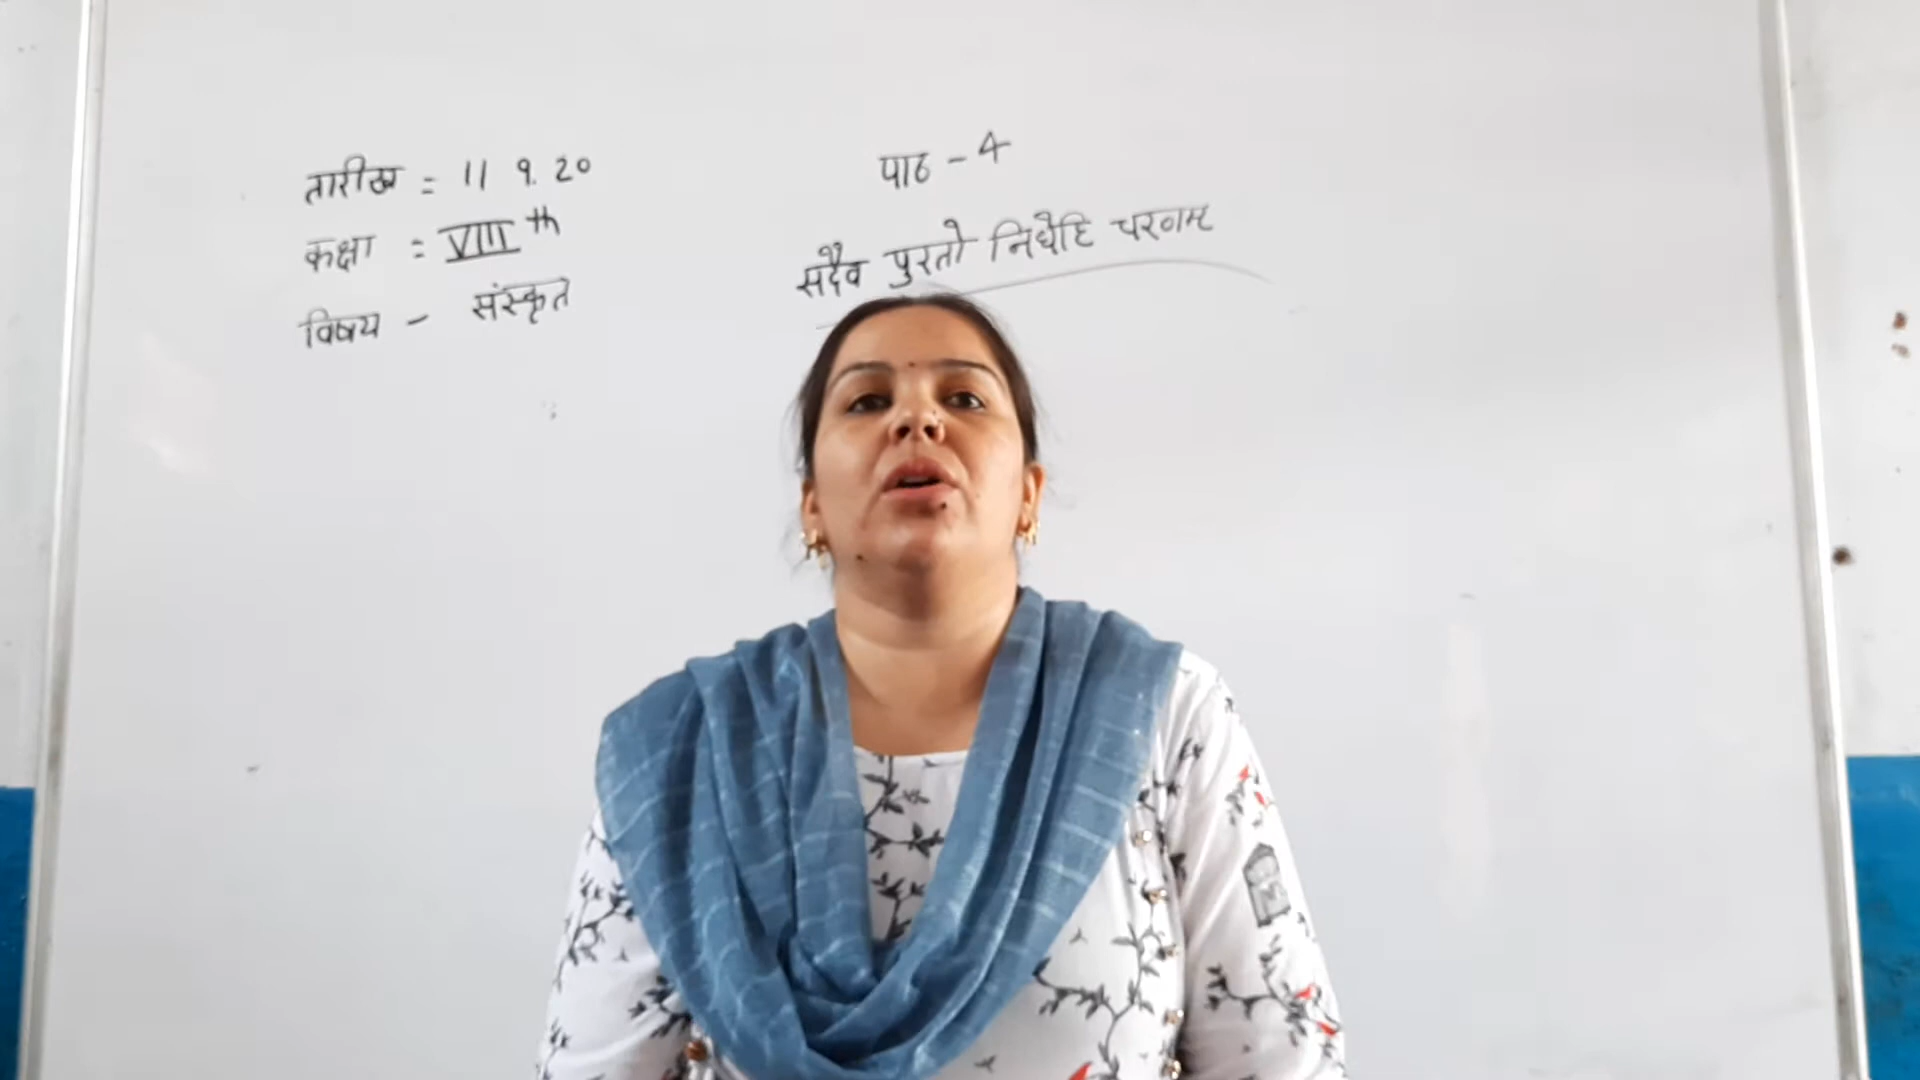 तारीख = 11 9. 20
कक्षा = VIII th
विषय - संस्कृत
पाठ - 4
सदैव पुरतो निधेहि चरणम्